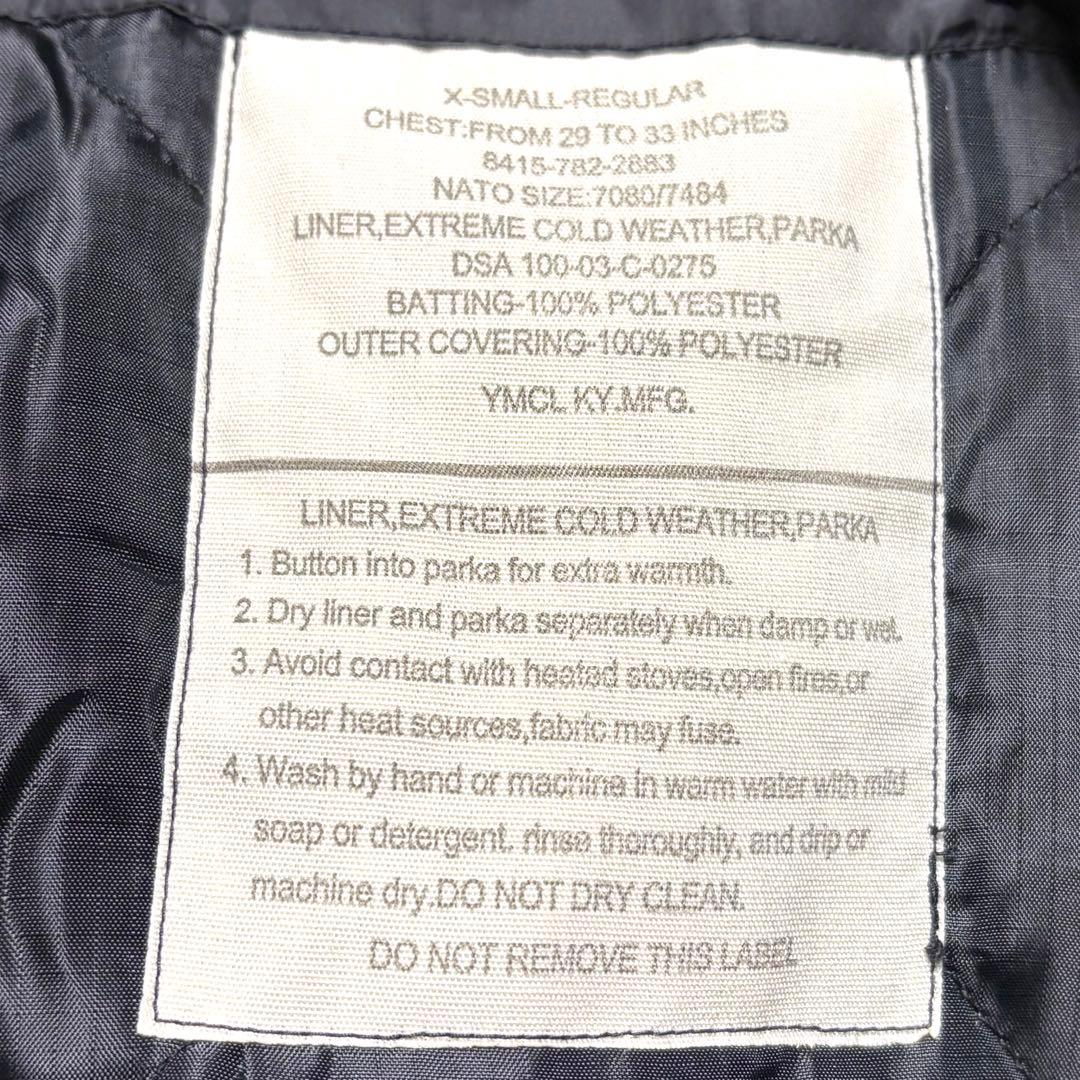 X-SMALL-REGULAR
CHEST:FROM 29 TO 33 INCHES
8415-782-2883
NATO SIZE:7080/7484
LINER,EXTREME COLD WEATHER,PARKA
DSA 100-03-C-0275
BATTING-100% POLYESTER
OUTER COVERING-100% POLYESTER
YMCL KY.MFG.
LINER,EXTREME COLD WEATHER,PARKA
1. Button into parka for extra warmth.
2. Dry liner and parka separately when damp or wet.
3. Avoid contact with heated stoves,open fires,or
other heat sources,fabric may fuse.
4. Wash by hand or machine in warm water with mild
soap or detergent. rinse thoroughly, and drip or
machine dry.DO NOT DRY CLEAN.
DO NOT REMOVE THIS LABEL